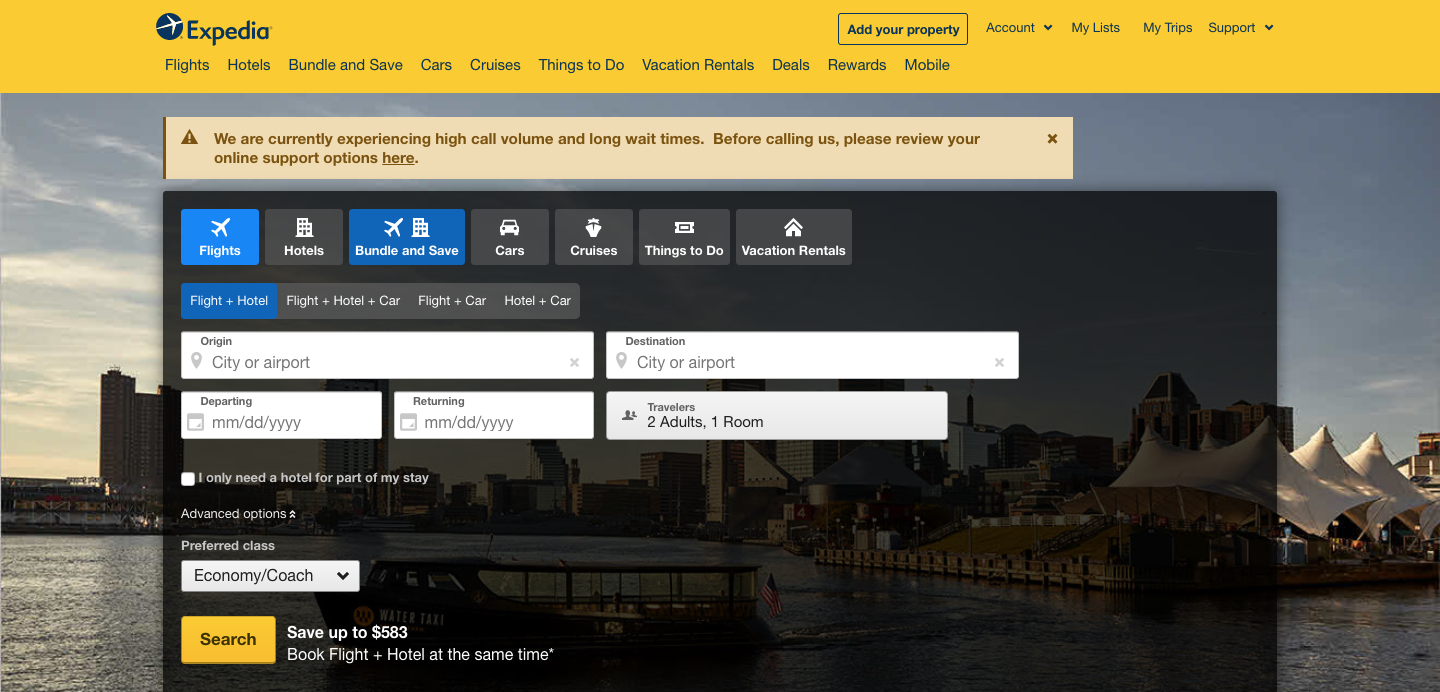 Expedia
Add your property
Account
My Lists
My Trips
Support
Flights Hotels Bundle and Save Cars Cruises Things to Do Vacation Rentals Deals Rewards Mobile
We are currently experiencing high call volume and long wait times. Before calling us, please review your
online support options here.
Flights
Hotels
Bundle and Save
Cars
Cruises
Things to Do
Vacation Rentals
Flight + Hotel
Flight + Hotel + Car
Flight + Car
Hotel + Car
Origin
City or airport
Destination
City or airport
Departing
mm/dd/yyyy
Returning
mm/dd/yyyy
Travelers
2 Adults, 1 Room
I only need a hotel for part of my stay
Advanced options
Preferred class
Economy/Coach
WATER TAXI
4
Search
Save up to $583
Book Flight + Hotel at the same time*